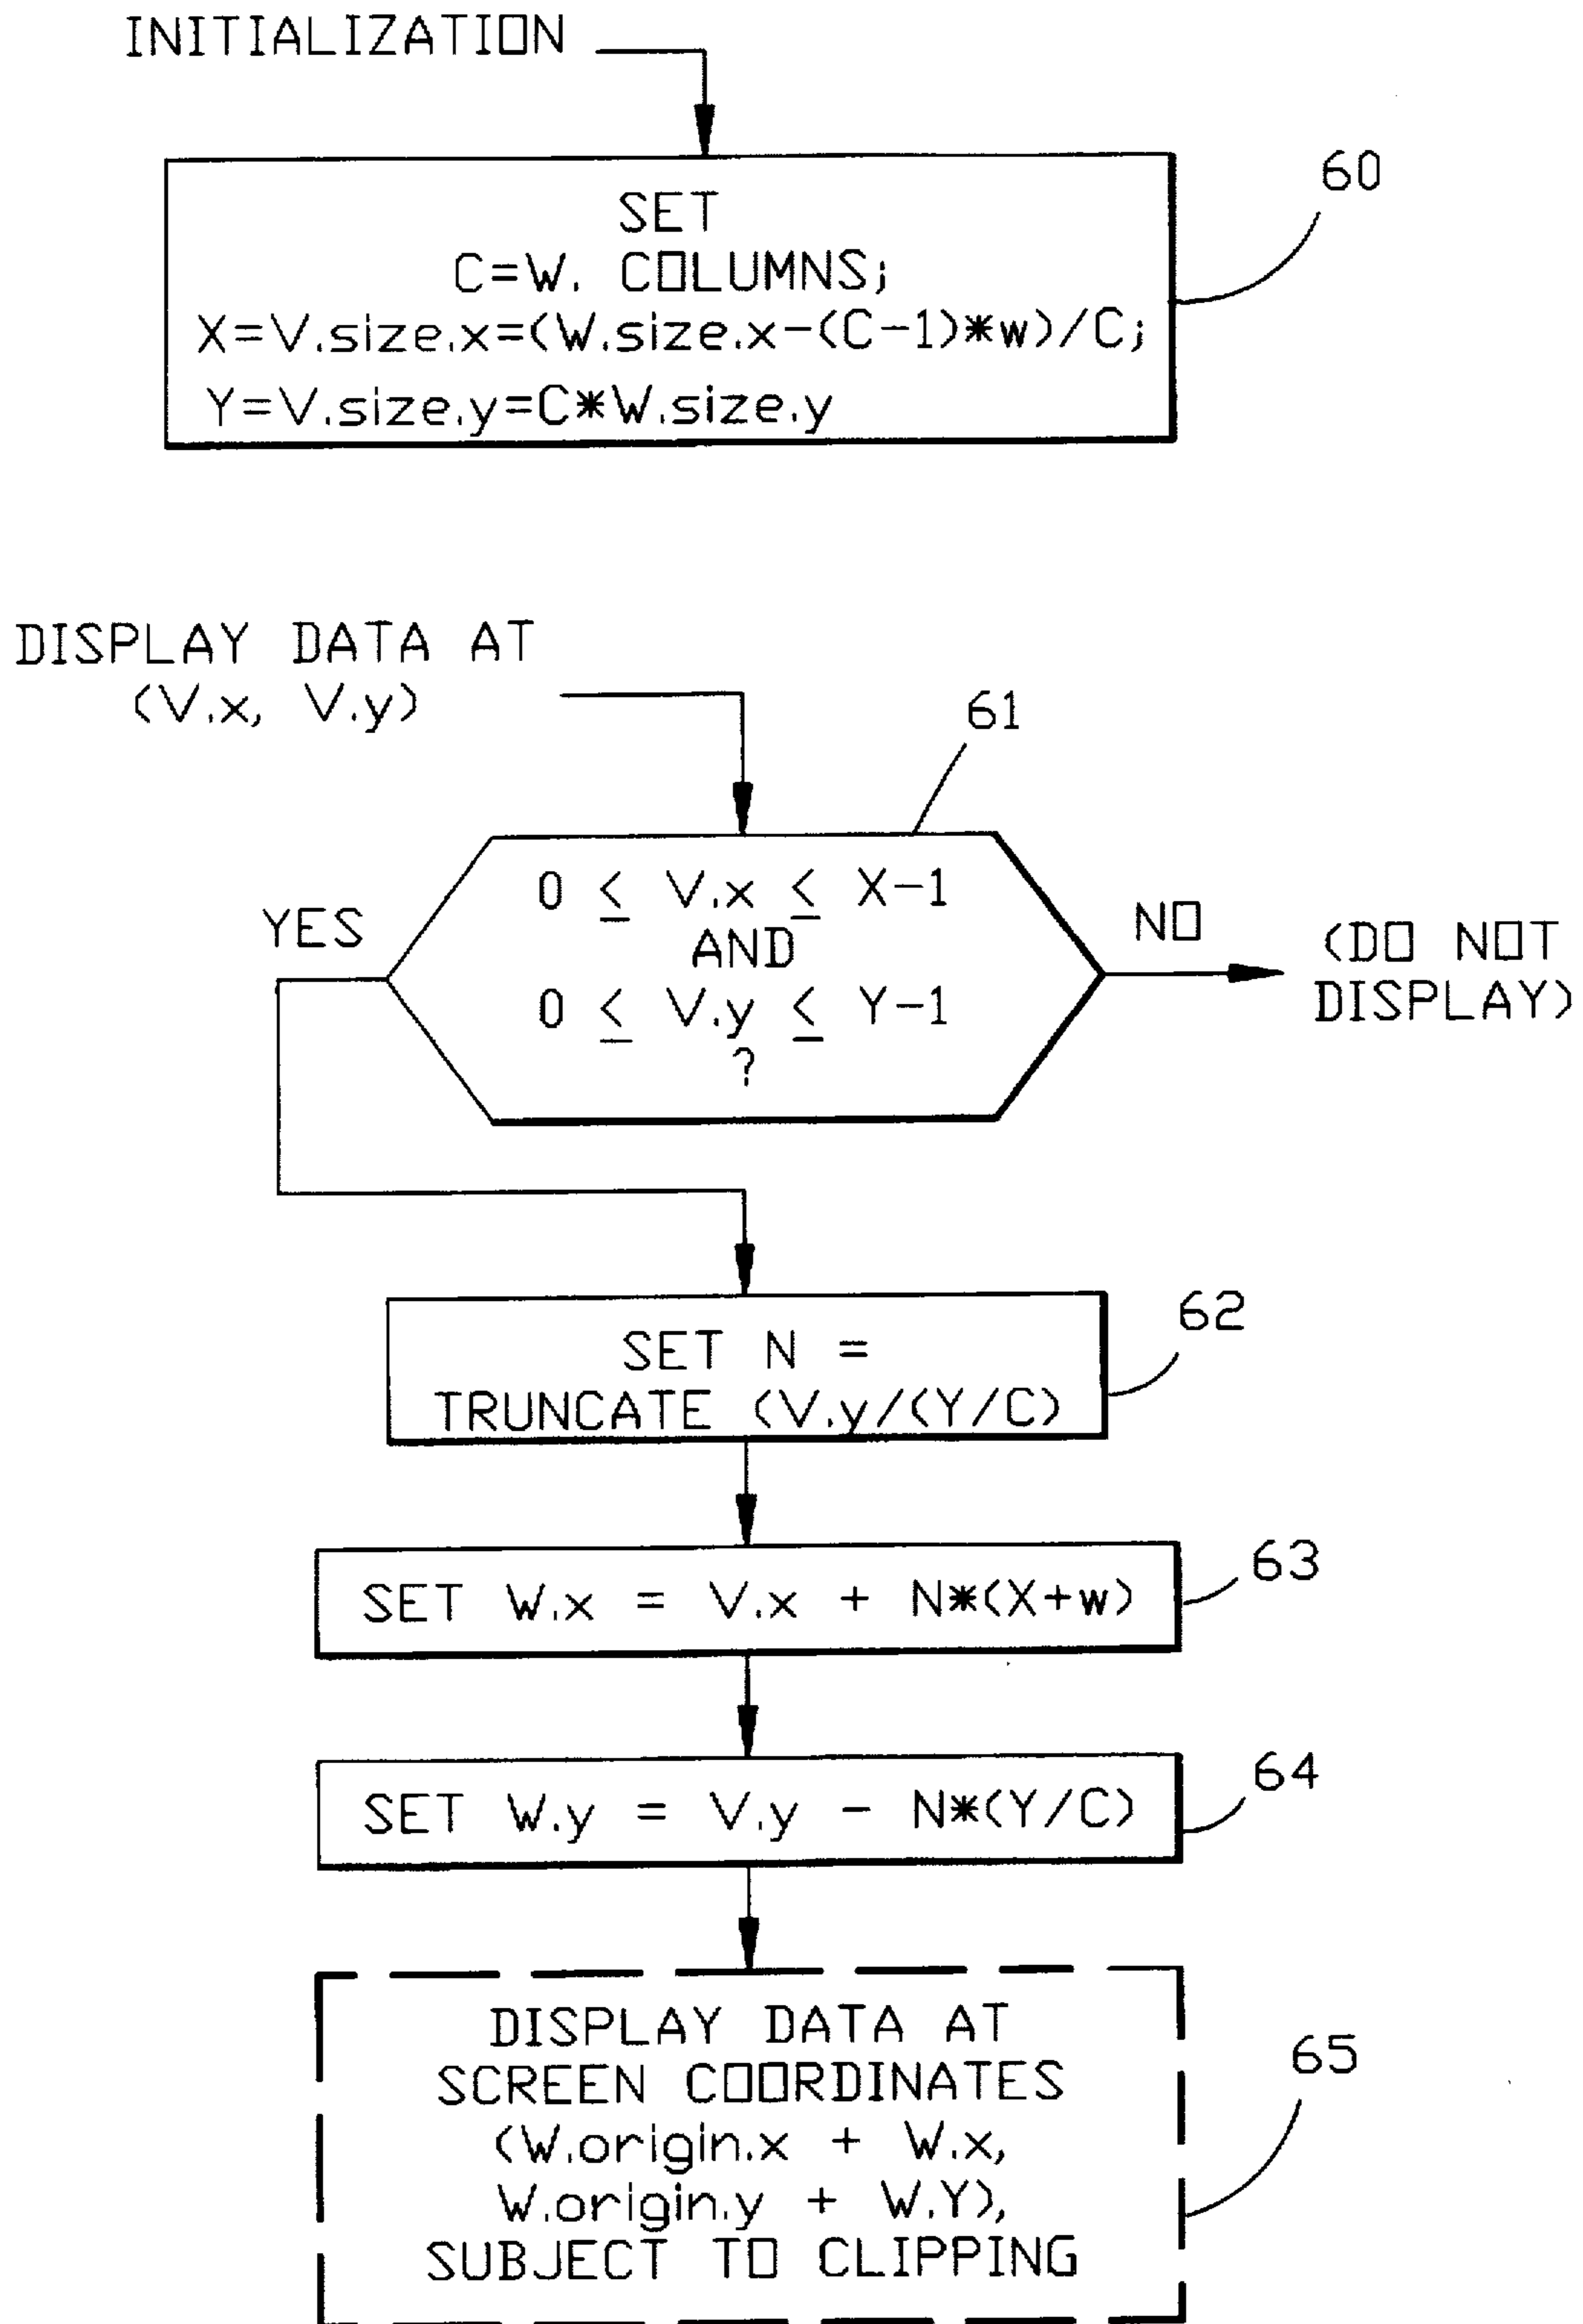 INITIALIZATION
60
SET
C=W. COLUMNS;
X=V.size.x=(W.size.x-(C-1)*w)/C;
Y=V.size.y=C*W.size.y
DISPLAY DATA AT
(V.x, V.y)
61
0 ≤ V.x ≤ X-1
AND
0 ≤ V.y ≤ Y-1
?
YES
NO
(DO NOT
DISPLAY)
62
SET N =
TRUNCATE (V.y/(Y/C)
63
SET W.x = V.x + N*(X+w)
64
SET W.y = V.y - N*(Y/C)
65
DISPLAY DATA AT
SCREEN COORDINATES
(W.origin.x + W.x,
W.origin.y + W.Y),
SUBJECT TO CLIPPING